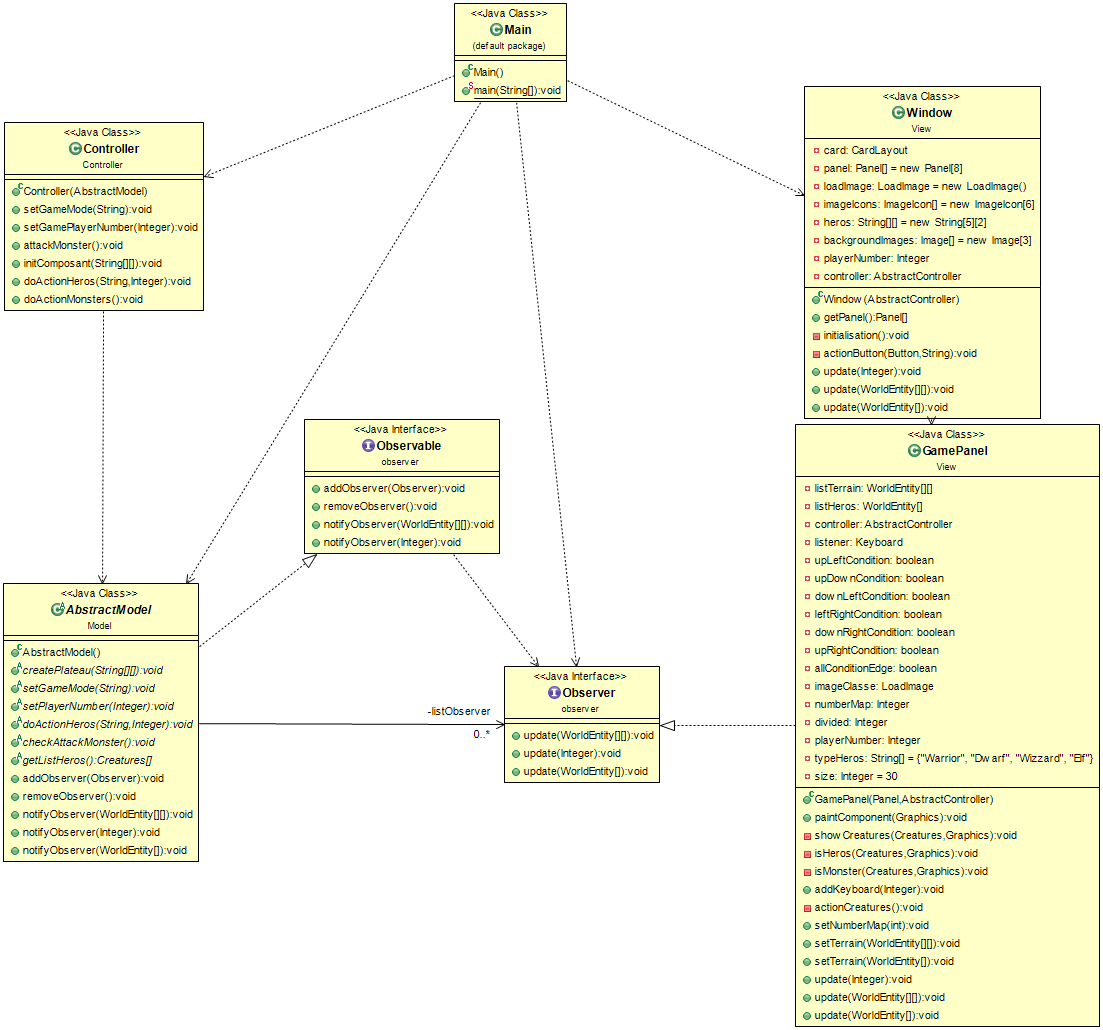 <<Java Class>>
Main
(default package)
Main()
main(String[]):void
<<Java Class>>
Controller
Controller
Controller(AbstractModel)
setGameMode(String):void
setGamePlayerNumber(Integer):void
attackMonster():void
initComposant(String[][]):void
doActionHeros(String,Integer):void
doActionMonsters():void
<<Java Class>>
Window
View
card: CardLayout
panel: Panel[] = new Panel[8]
loadImage: LoadImage = new LoadImage()
imageIcons: ImageIcon[] = new ImageIcon[6]
heros: String[][] = new String[5][2]
backgroundImages: Image[] = new Image[3]
playerNumber: Integer
controller: AbstractController
Window(AbstractController)
getPanel():Panel[]
initialisation():void
actionButton(Button,String):void
update(Integer):void
update(WorldEntity[][]):void
update(WorldEntity[]):void
<<Java Interface>>
Observable
observer
addObserver(Observer):void
removeObserver():void
notifyObserver(WorldEntity[][]):void
notifyObserver(Integer):void
<<Java Class>>
AbstractModel
Model
AbstractModel()
createPlateau(String[][]):void
setGameMode(String):void
setPlayerNumber(Integer):void
doActionHeros(String,Integer):void
checkAttackMonster():void
getListHeros():Creatures[]
addObserver(Observer):void
removeObserver():void
notifyObserver(WorldEntity[][]):void
notifyObserver(Integer):void
notifyObserver(WorldEntity[]):void
-listObserver
0..*
<<Java Interface>>
Observer
observer
update(WorldEntity[][]):void
update(Integer):void
update(WorldEntity[]):void
<<Java Class>>
GamePanel
View
listTerrain: WorldEntity[][]
listHeros: WorldEntity[]
controller: AbstractController
listener: Keyboard
upLeftCondition: boolean
upDownCondition: boolean
downLeftCondition: boolean
leftRightCondition: boolean
downRightCondition: boolean
upRightCondition: boolean
allConditionEdge: boolean
imageClasse: LoadImage
numberMap: Integer
divided: Integer
playerNumber: Integer
typeHeros: String[] = {"Warrior", "Dwarf", "Wizzard", "Elf"}
size: Integer = 30
GamePanel(Panel,AbstractController)
paintComponent(Graphics):void
showCreatures(Creatures,Graphics):void
isHeros(Creatures,Graphics):void
isMonster(Creatures,Graphics):void
addKeyboard(Integer):void
actionCreatures():void
setNumberMap(int):void
setTerrain(WorldEntity[][]):void
setTerrain(WorldEntity[]):void
update(Integer):void
update(WorldEntity[][]):void
update(WorldEntity[]):void